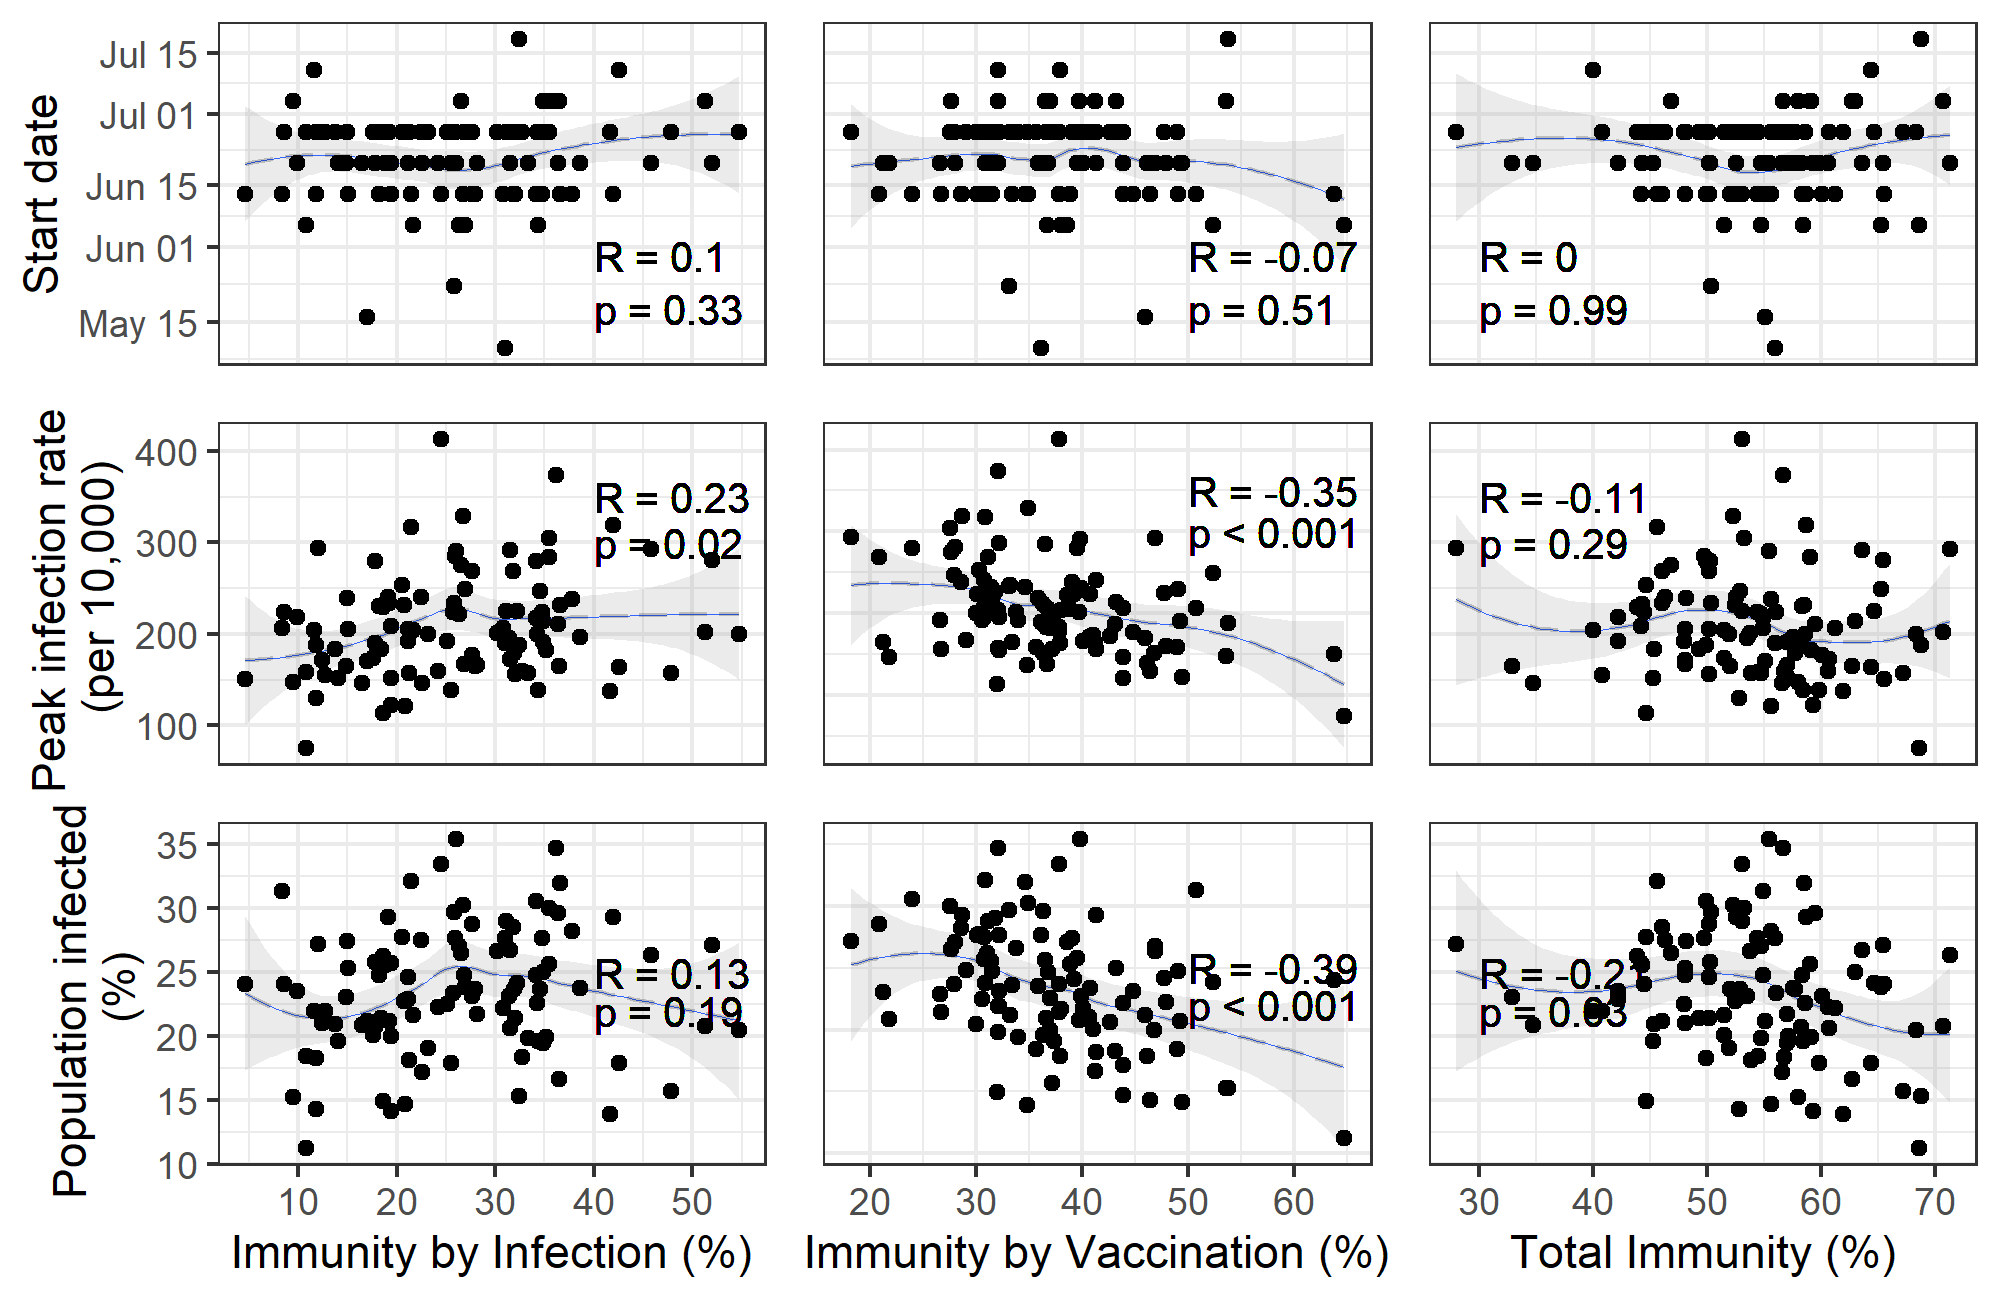 Start date
Jul 15
Jul 01
Jun 15
Jun 01
May 15
R = 0.1
p = 0.33
R = -0.07
p = 0.51
R = 0
p = 0.99
Peak infection rate
(per 10,000)
400
300
200
100
R = 0.23
p = 0.02
R = -0.35
p < 0.001
R = -0.11
p = 0.29
Population infected
(%)
35
30
25
20
15
10
R = 0.13
p = 0.19
R = -0.39
p < 0.001
R = -0.21
p = 0.03
10 20 30 40 50
20 30 40 50 60
30 40 50 60 70
Immunity by Infection (%)
Immunity by Vaccination (%)
Total Immunity (%)